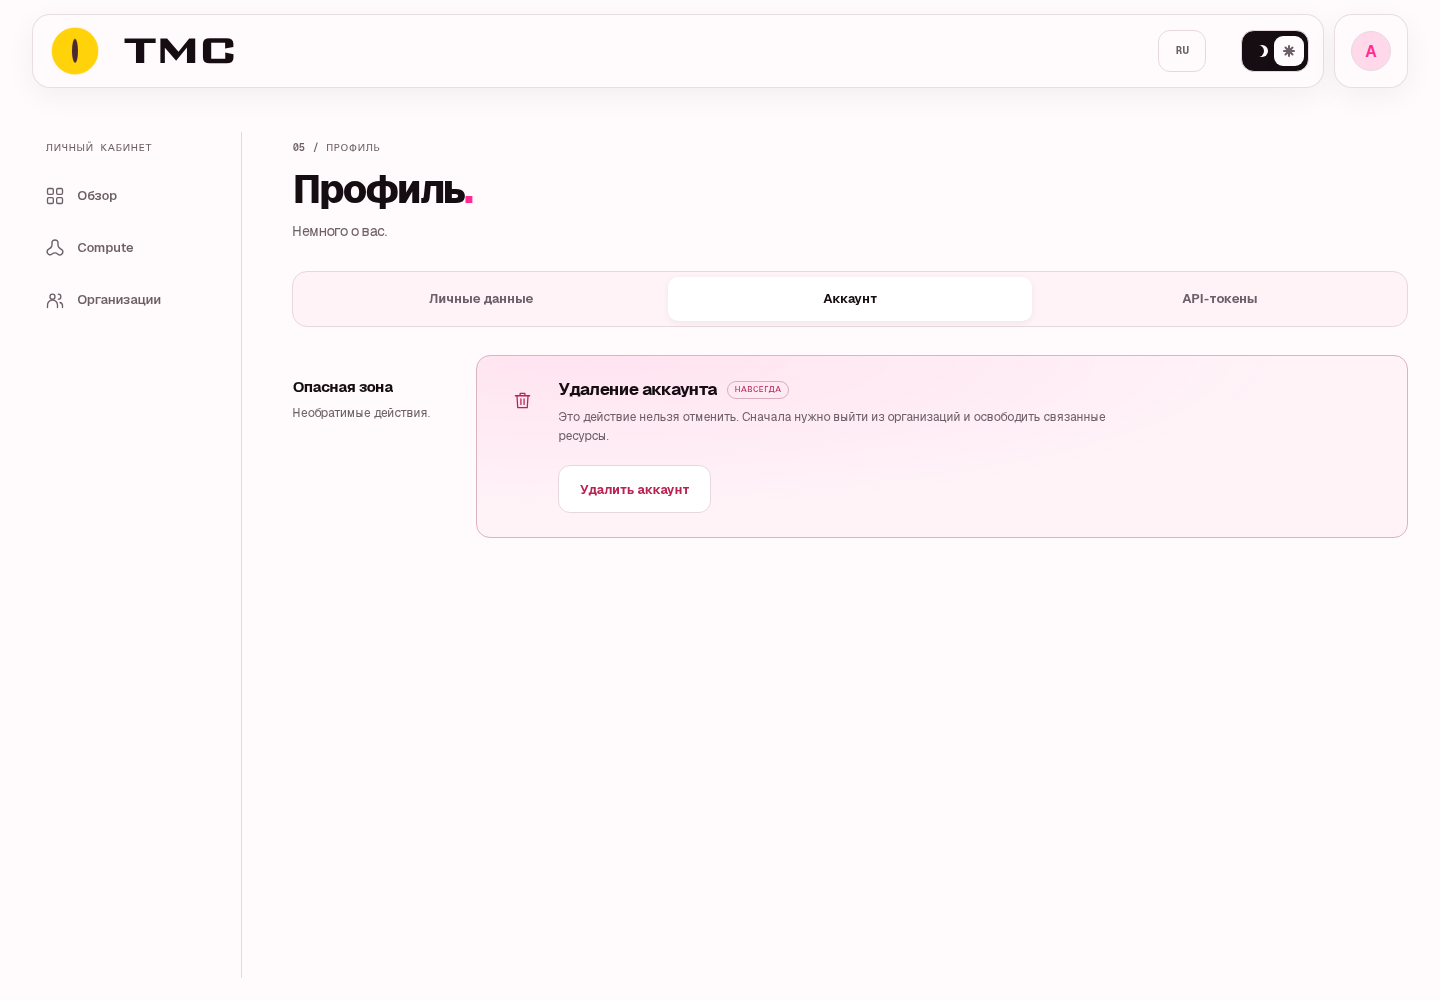 TMC
RU
A
ЛИЧНЫЙ КАБИНЕТ
Обзор
Compute
Организации
05 / ПРОФИЛЬ
Профиль.
Немного о вас.
Личные данные
Аккаунт
API-токены
Опасная зона
Необратимые действия.
Удаление аккаунта
НАВСЕГДА
Это действие нельзя отменить. Сначала нужно выйти из организаций и освободить связанные
ресурсы.
Удалить аккаунт